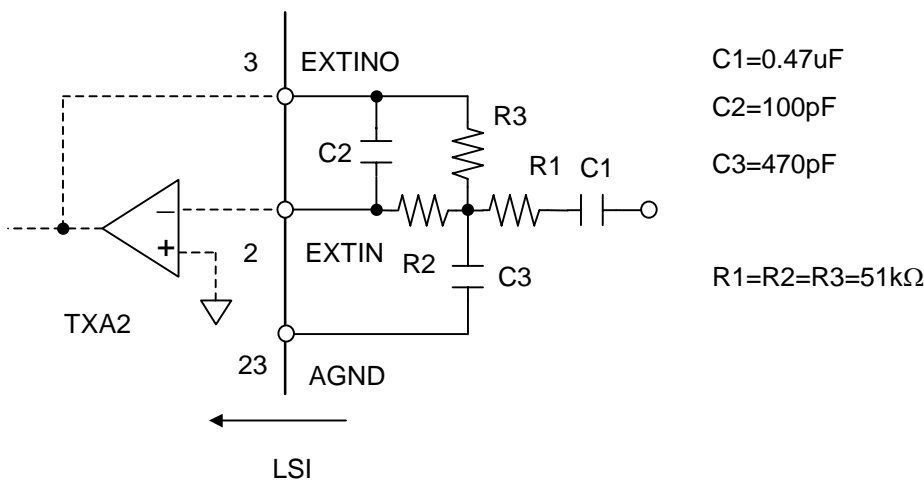 3 EXTINO
C1=0.47uF
C2=100pF
R3
C2
R1 C1
C3=470pF
−
+
2 EXTIN
R2
C3
R1=R2=R3=51kΩ
TXA2
23 AGND
LSI